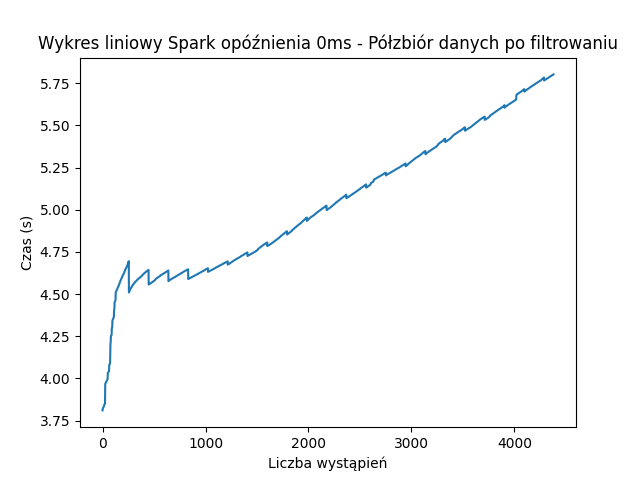 Wykres liniowy Spark opóźnienia 0ms - Półzbiór danych po filtrowaniu
5.75
5.50
5.25
5.00
4.75
4.50
4.25
4.00
3.75
Czas (s)
0 1000 2000 3000 4000
Liczba wystąpień